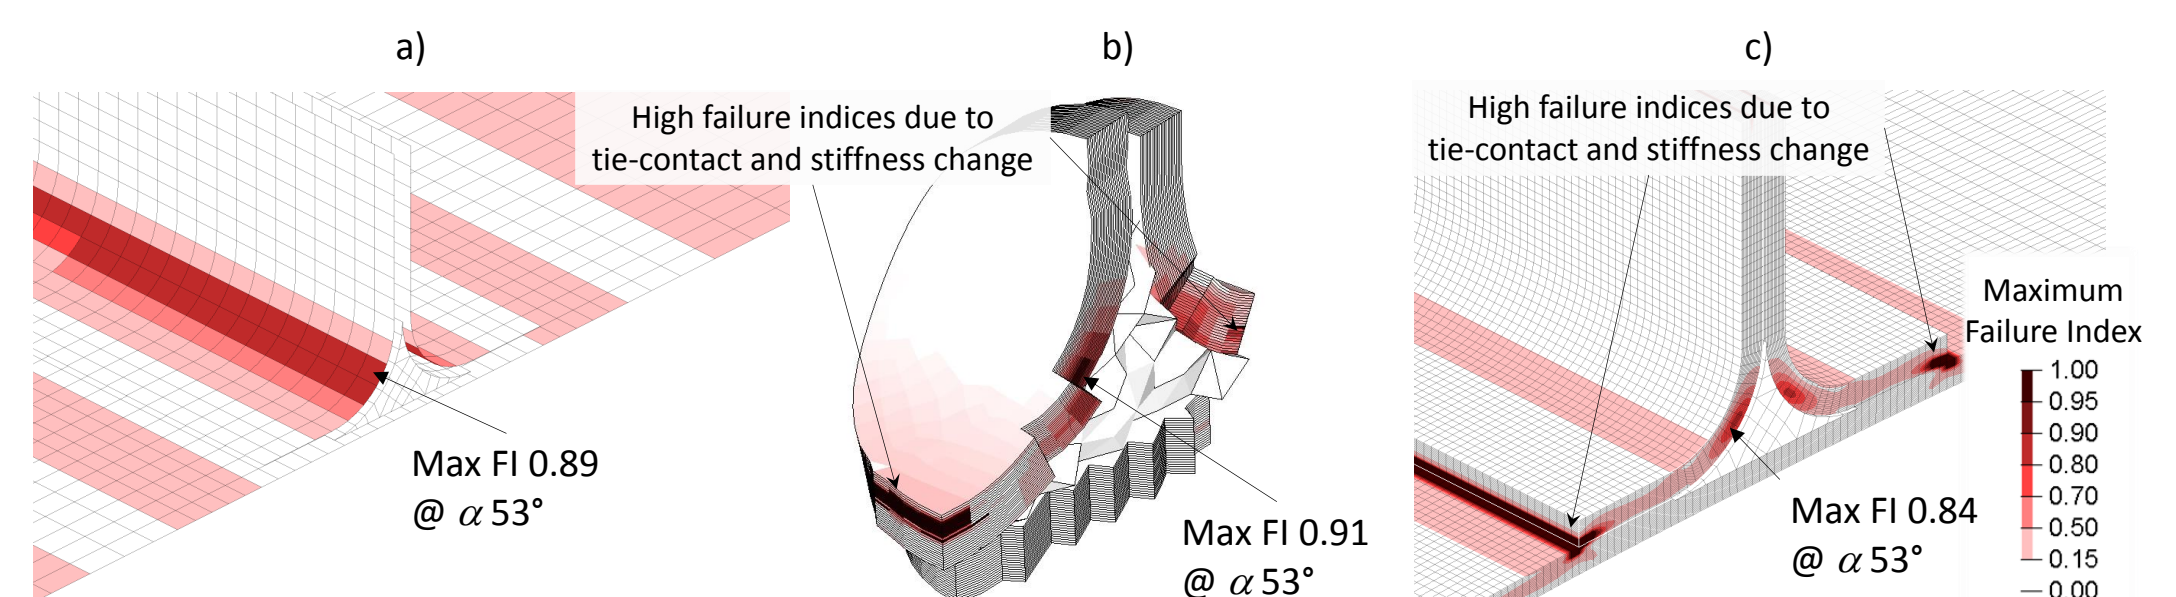 a)
b)
c)
High failure indices due to
tie-contact and stiffness change
High failure indices due to
tie-contact and stiffness change
Max FI 0.89
@ α 53°
Max FI 0.91
@ α 53°
Max FI 0.84
@ α 53°
Maximum
Failure Index
1.00
0.95
0.90
0.80
0.70
0.50
0.15
0.00